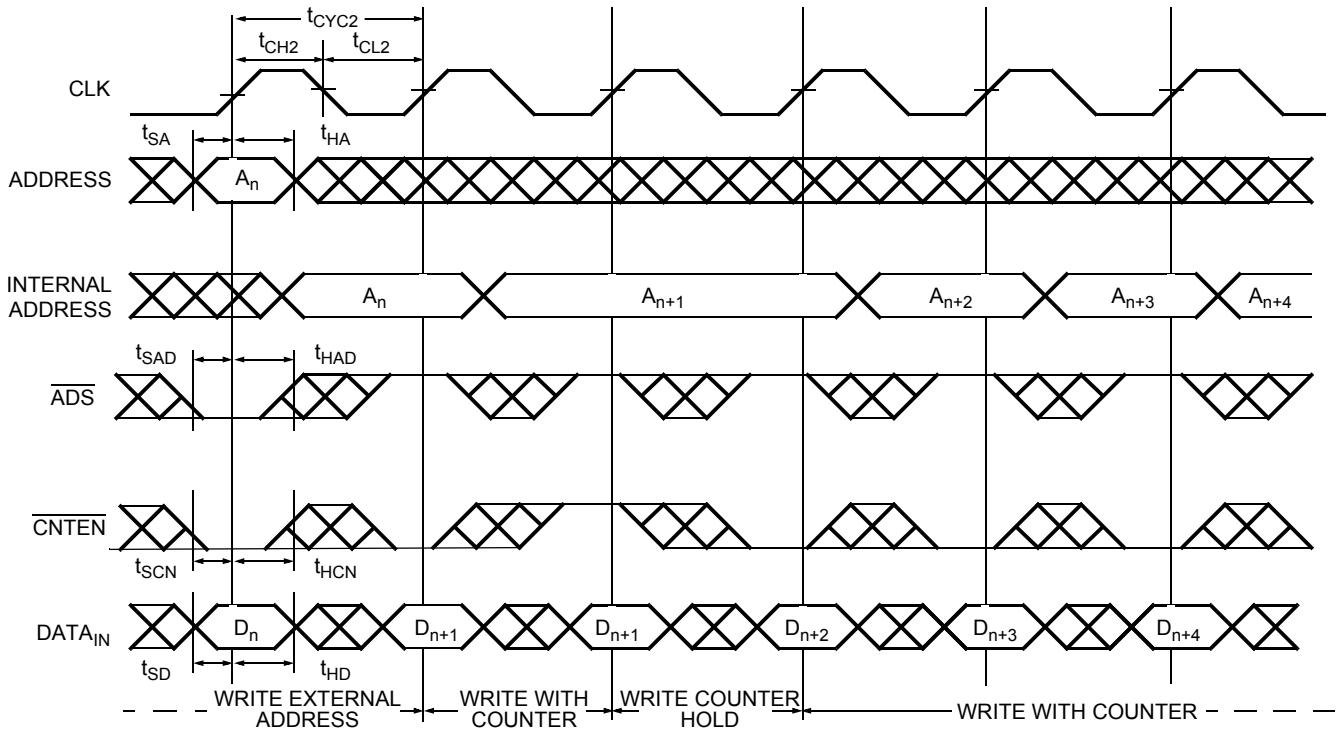 tCYC2
tCH2 tCL2
CLK
tSA tHA
ADDRESS An
INTERNAL
ADDRESS An An+1 An+2 An+3 An+4
tSAD tHAD
ADS
CNTEN
tSCN tHCN
DATAIN Dn Dn+1 Dn+1 Dn+2 Dn+3 Dn+4
tSD tHD
WRITE EXTERNAL
ADDRESS
WRITE WITH
COUNTER
WRITE COUNTER
HOLD
WRITE WITH COUNTER